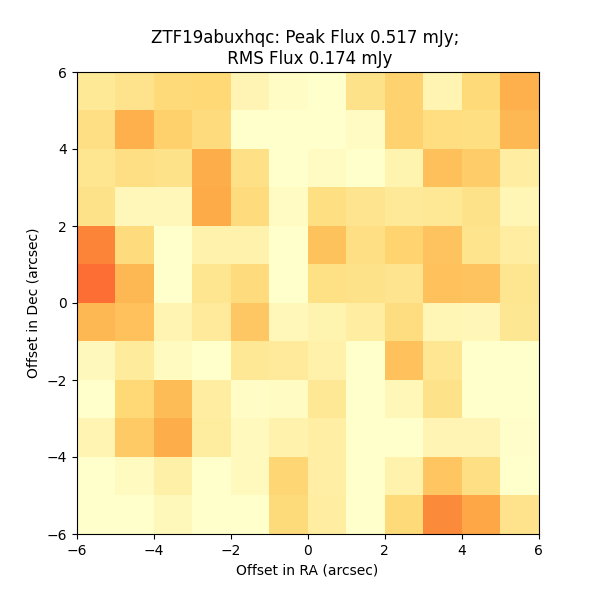 ZTF19abuxhqc: Peak Flux 0.517 mJy;
RMS Flux 0.174 mJy
6
4
2
0
−2
−4
−6
Offset in Dec (arcsec)
−6 −4 −2 0 2 4 6
Offset in RA (arcsec)